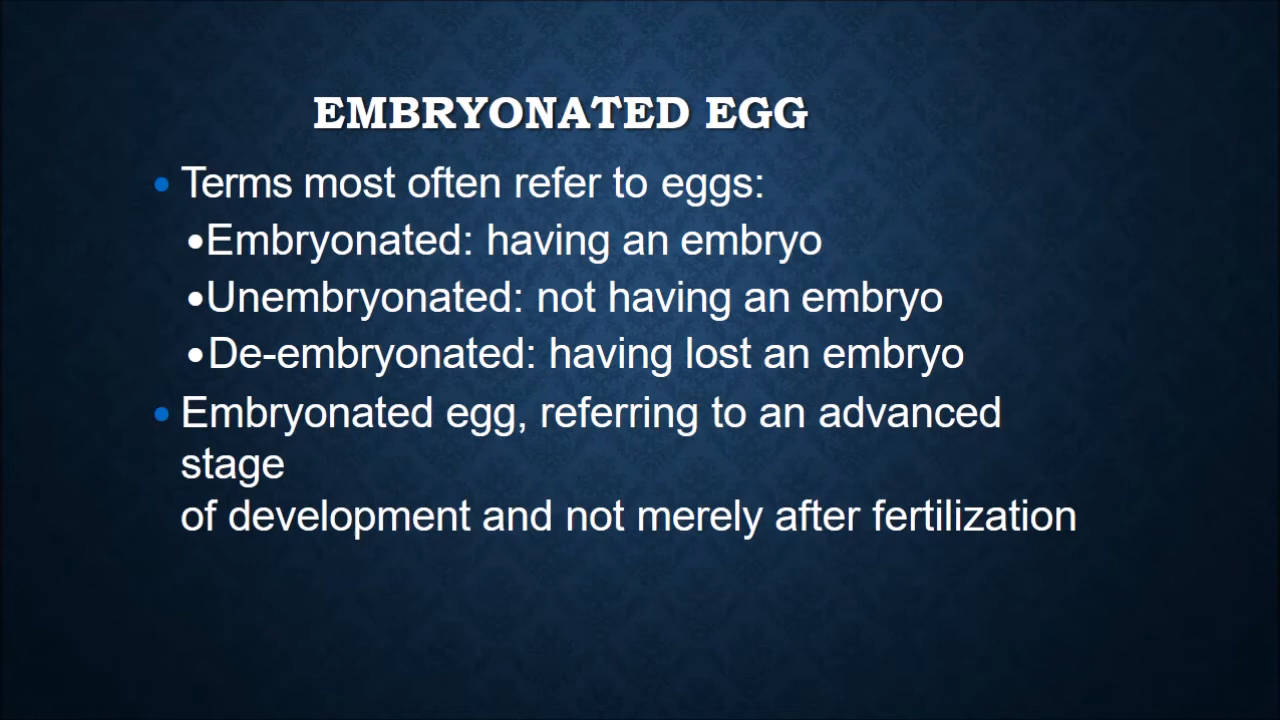 EMBRYONATED EGG
• Terms most often refer to eggs:
•Embryonated: having an embryo
•Unembryonated: not having an embryo
•De-embryonated: having lost an embryo
• Embryonated egg, referring to an advanced
stage
of development and not merely after fertilization